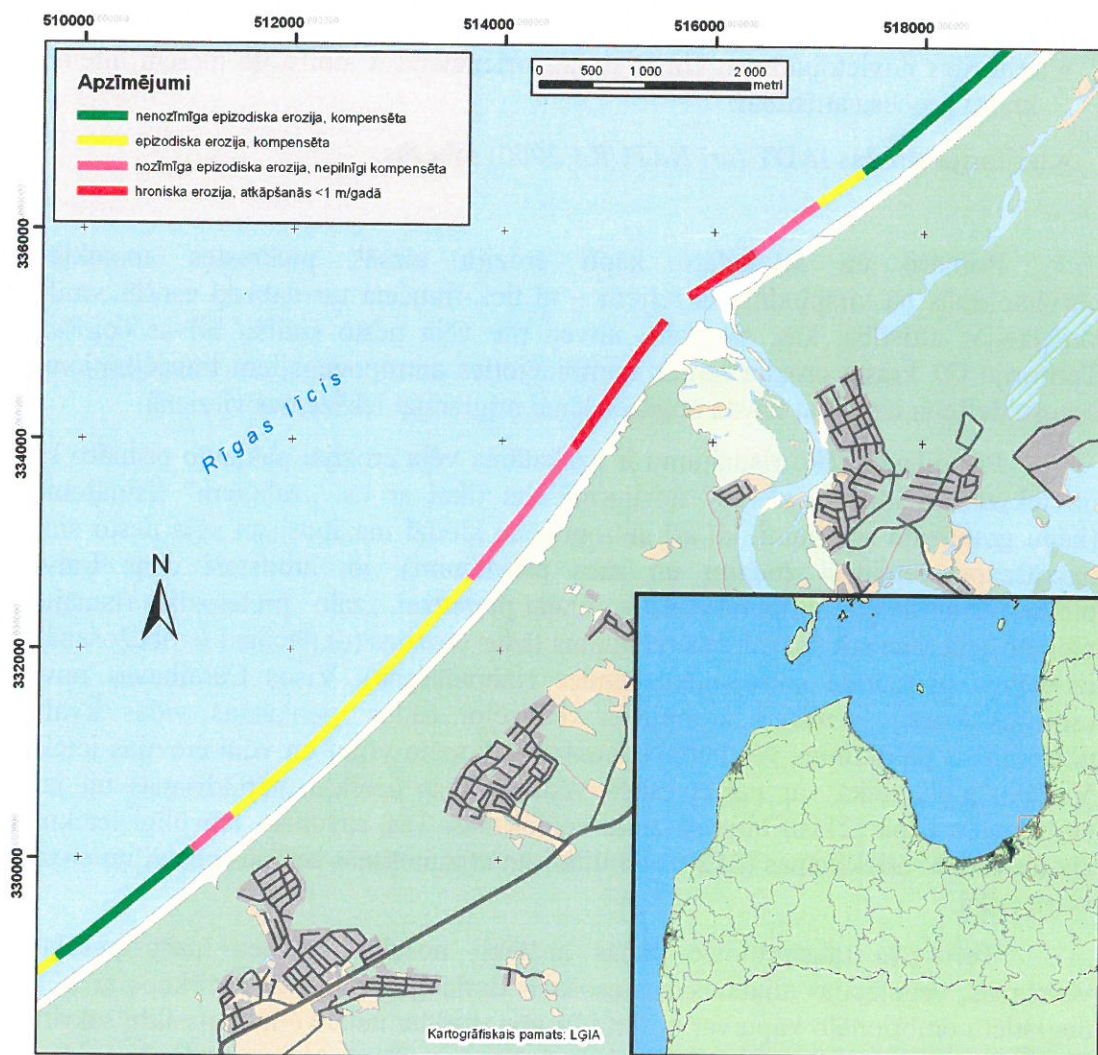 510000
512000
514000
516000
518000
Apzīmējumi
nenozīmīga epizodiska erozija, kompensēta
epizodiska erozija, kompensēta
nozīmīga epizodiska erozija, nepilnīgi kompensēta
hroniska erozija, atkāpšanās <1 m/gadā
0 500 1 000 2 000
metri
336000
334000
332000
330000
Rīgas līcis
N
Kartogrāfiskais pamats: LĢIA